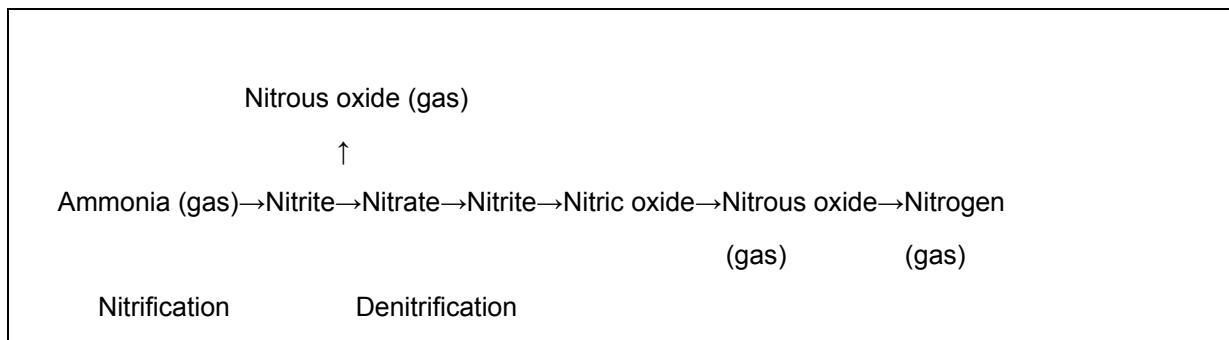 Nitrous oxide (gas)
↑
Ammonia (gas)→Nitrite→Nitrate→Nitrite→Nitric oxide→Nitrous oxide→Nitrogen
(gas) (gas)
Nitrification Denitrification